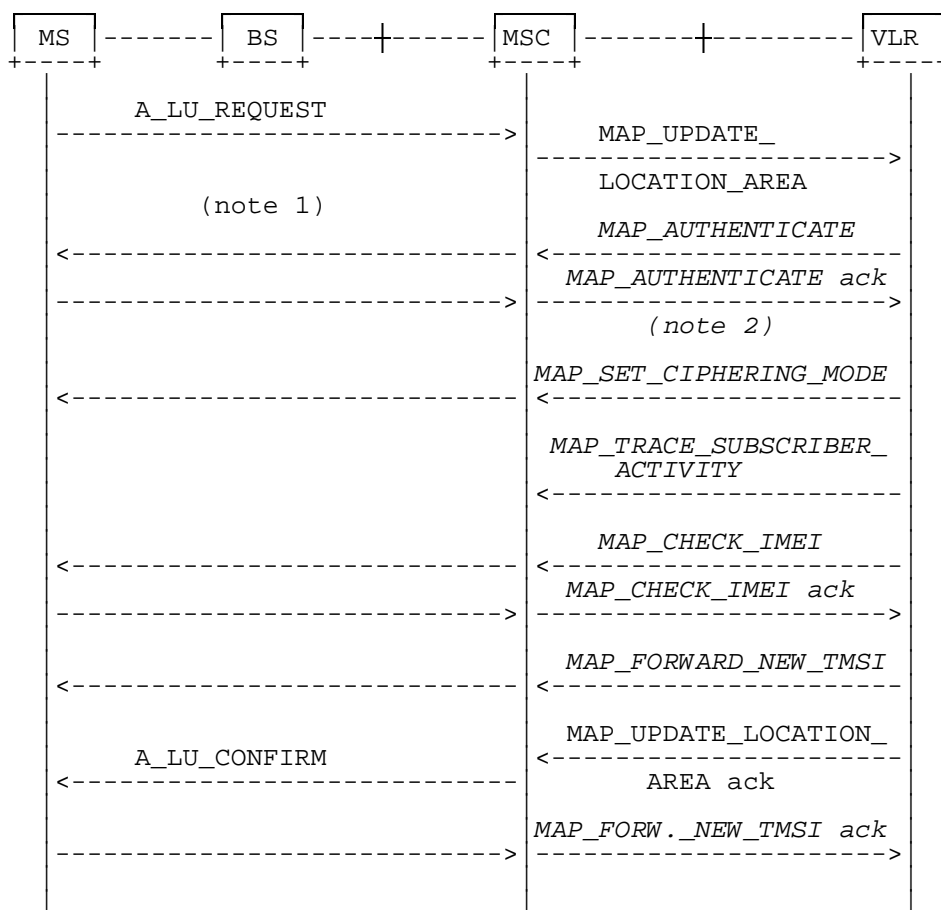 MS BS MSC VLR
A_LU_REQUEST
MAP_UPDATE_
LOCATION_AREA
(note 1)
MAP_AUTHENTICATE
MAP_AUTHENTICATE ack
(note 2)
MAP_SET_CIPHERING_MODE
MAP_TRACE_SUBSCRIBER_
ACTIVITY
MAP_CHECK_IMEI
MAP_CHECK_IMEI ack
MAP_FORWARD_NEW_TMSI
MAP_UPDATE_LOCATION_
A_LU_CONFIRM
AREA ack
MAP_FORW._NEW_TMSI ack